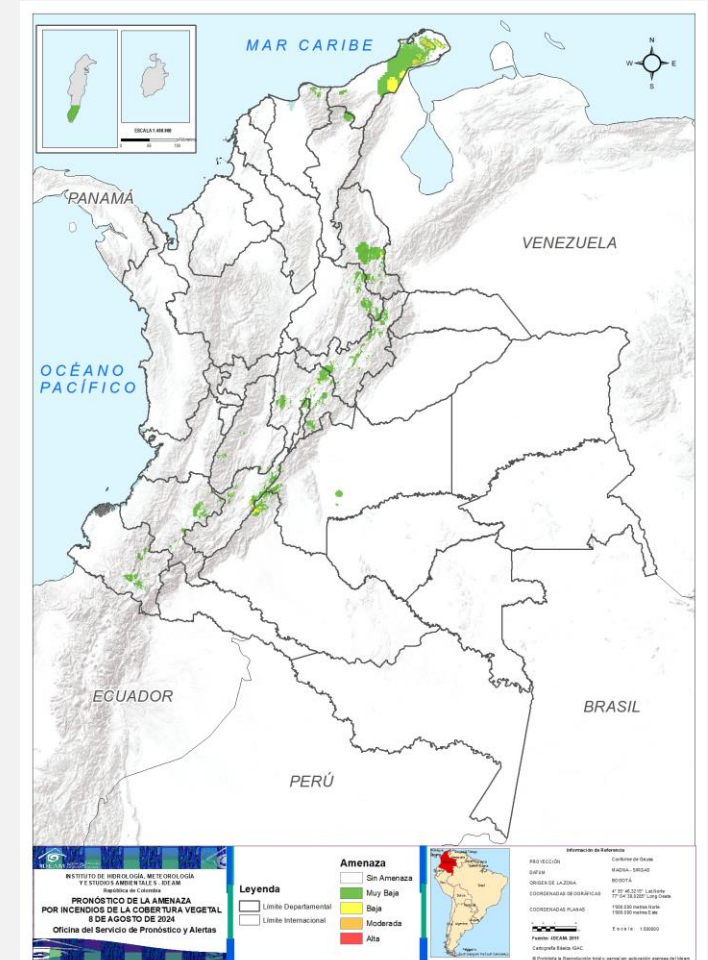 MAR CARIBE
N
W
E
S
PANAMÁ
VENEZUELA
OCÉANO
PACÍFICO
ECUADOR
BRASIL
PERÚ
IDEAM
INSTITUTO DE HIDROLOGÍA, METEOROLOGÍA
Y ESTUDIOS AMBIENTALES - IDEAM
República de Colombia
PRONÓSTICO DE LA AMENAZA
POR INCENDIOS DE LA COBERTURA VEGETAL
8 DE AGOSTO DE 2024
Oficina del Servicio de Pronóstico y Alertas
Leyenda
Límite Departamental
Límite Internacional
Amenaza
Sin Amenaza
Muy Baja
Baja
Moderada
Alta
Información de Referencia
PROYECCIÓN
Conforme de Gauss
DATUM
MAGNA - SIRGAS
ORIGEN DE LA ZONA
BOGOTÁ
COORDENADAS GEOGRÁFICAS
COORDENADAS PLANAS
Fuente: IDEAM, 2019
Cartografía Básica IGAC